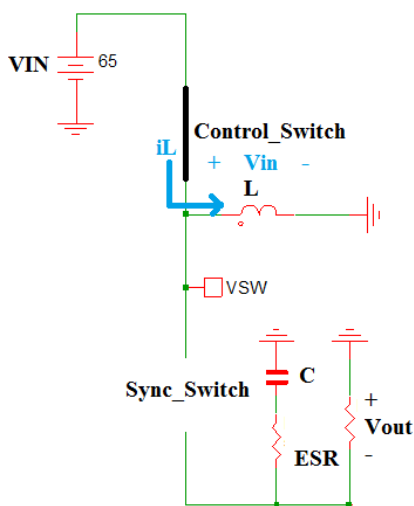 VIN
65
Control_Switch
iL
+ Vin -
L
VSW
C
Sync_Switch
+
Vout
ESR
-